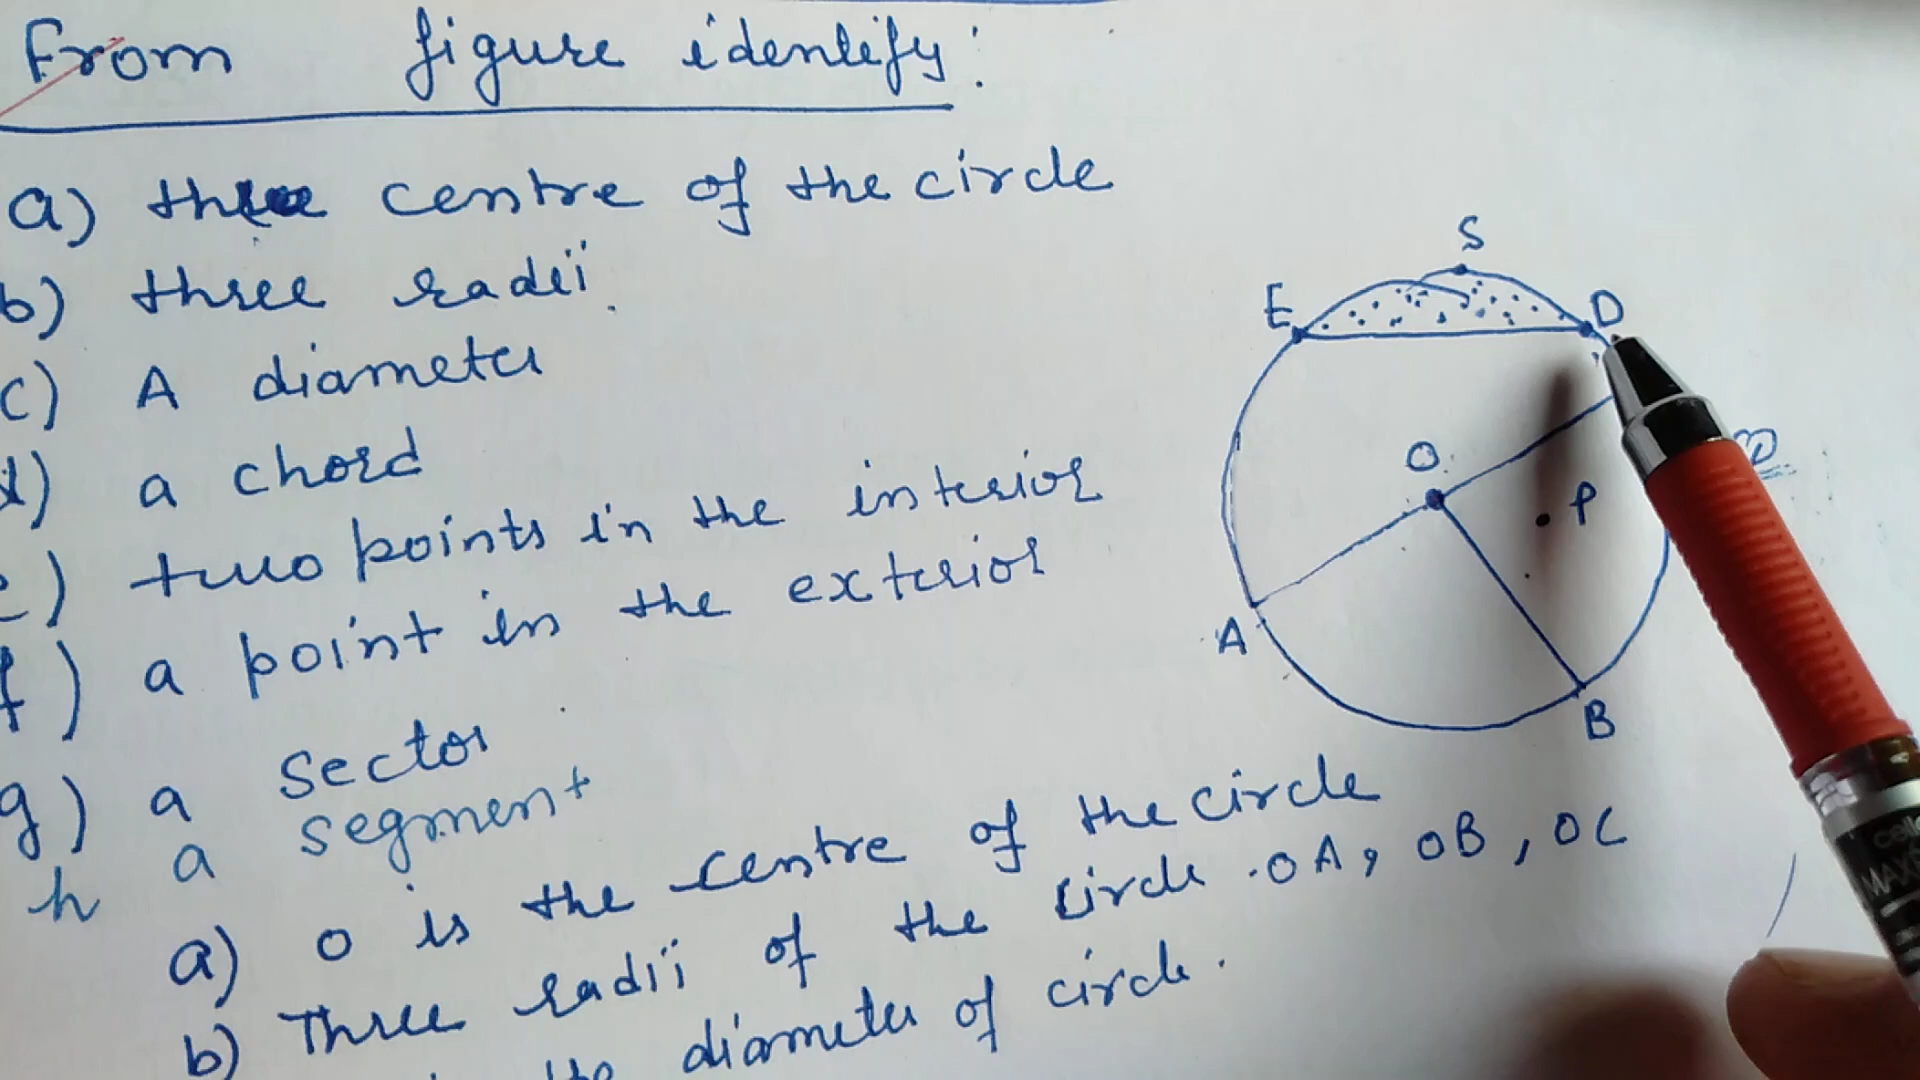 From figure identify:
a) the centre of the circle
b) three radii.
c) A diameter
d) a chord
e) two points in the interior
f) a point in the exterior
g) a sector
h a segment
S
E
D
O
P
A
B
a) O is the centre of the circle
b) Three radii of the circle. OA, OB, OC
diameter of circle.
cello